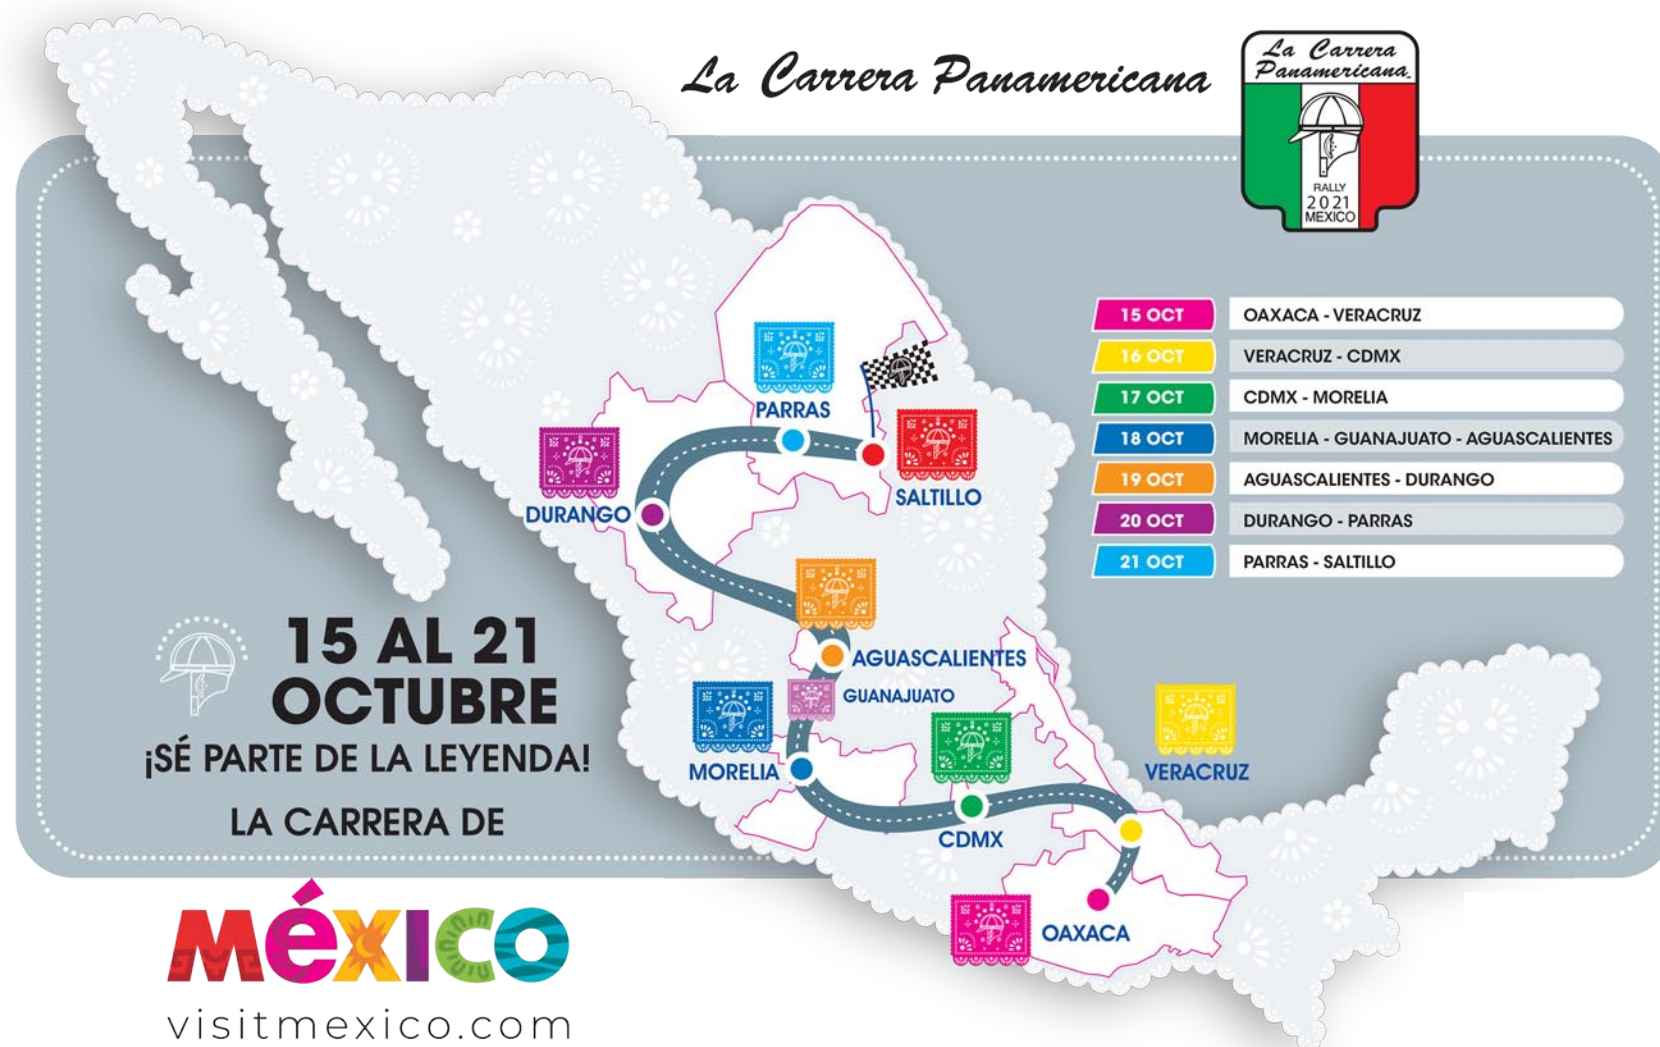 La Carrera Panamericana
La Carrera
Panamericana
RALLY
2021
MEXICO
15 OCT OAXACA - VERACRUZ
16 OCT VERACRUZ - CDMX
17 OCT CDMX - MORELIA
18 OCT MORELIA - GUANAJUATO - AGUASCALIENTES
19 OCT AGUASCALIENTES - DURANGO
20 OCT DURANGO - PARRAS
21 OCT PARRAS - SALTILLO
PARRAS
SALTILLO
DURANGO
AGUASCALIENTES
GUANAJUATO
MORELIA
VERACRUZ
CDMX
OAXACA
15 AL 21
OCTUBRE
¡SÉ PARTE DE LA LEYENDA!
LA CARRERA DE
MéXICO
visitmexico.com